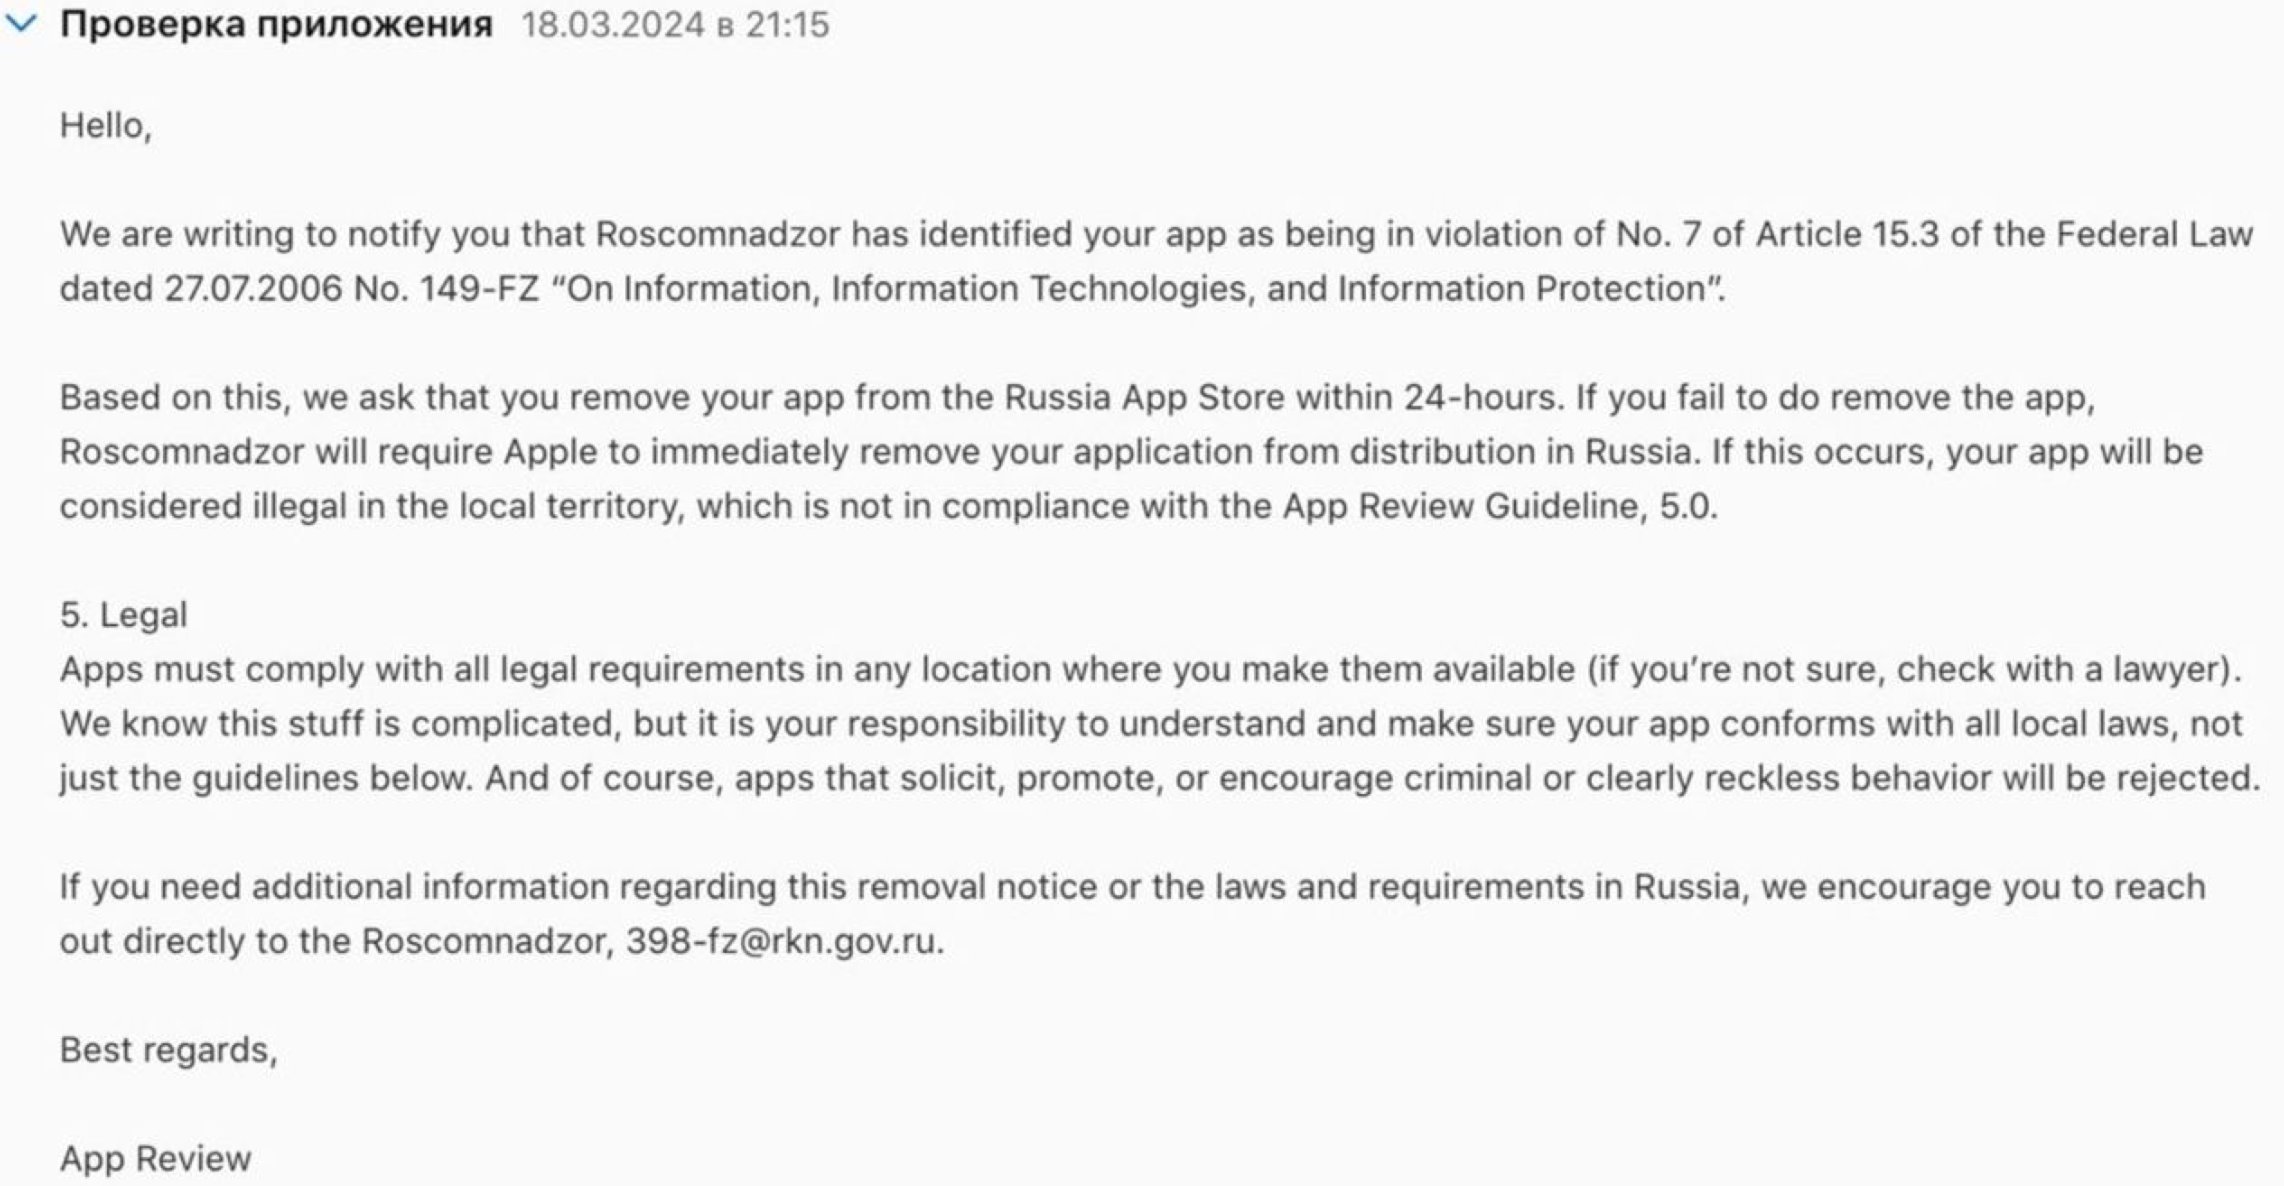 Проверка приложения 18.03.2024 в 21:15
Hello,
We are writing to notify you that Roscomnadzor has identified your app as being in violation of No. 7 of Article 15.3 of the Federal Law
dated 27.07.2006 No. 149-FZ “On Information, Information Technologies, and Information Protection”.
Based on this, we ask that you remove your app from the Russia App Store within 24-hours. If you fail to do remove the app,
Roscomnadzor will require Apple to immediately remove your application from distribution in Russia. If this occurs, your app will be
considered illegal in the local territory, which is not in compliance with the App Review Guideline, 5.0.
5. Legal
Apps must comply with all legal requirements in any location where you make them available (if you’re not sure, check with a lawyer).
We know this stuff is complicated, but it is your responsibility to understand and make sure your app conforms with all local laws, not
just the guidelines below. And of course, apps that solicit, promote, or encourage criminal or clearly reckless behavior will be rejected.
If you need additional information regarding this removal notice or the laws and requirements in Russia, we encourage you to reach
out directly to the Roscomnadzor, 398-fz@rkn.gov.ru.
Best regards,
App Review